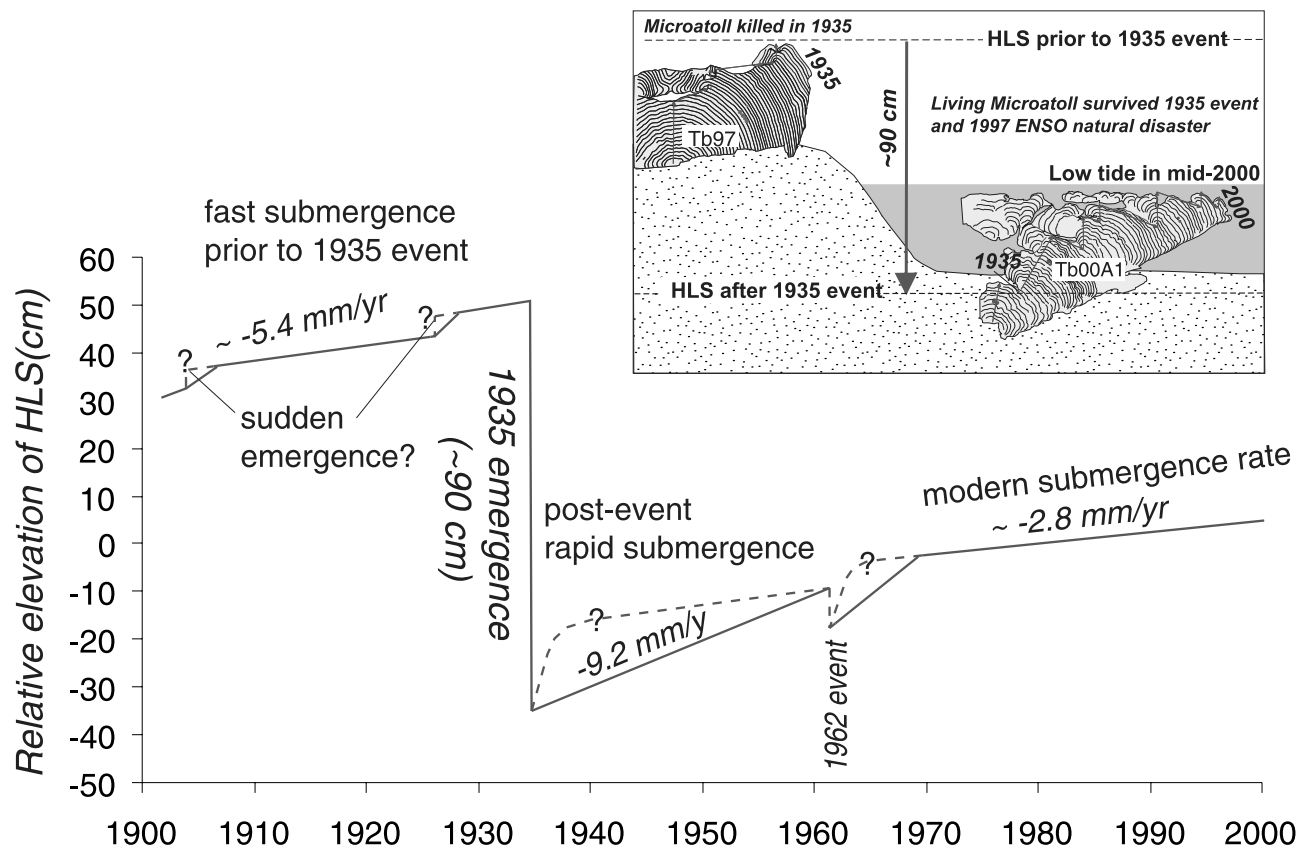 Microatoll killed in 1935
HLS prior to 1935 event
1935
~90 cm
Living Microatoll survived 1935 event
and 1997 ENSO natural disaster
Tb97
Low tide in mid-2000
2000
1935
Tb00A1
HLS after 1935 event
fast submergence
prior to 1935 event
Relative elevation of HLS(cm)
60
50
40
30
20
10
0
-10
-20
-30
-40
-50
?
~ -5.4 mm/yr
?
sudden
emergence?
1935 emergence
(~90 cm)
post-event
rapid submergence
?
-9.2 mm/y
1962 event
?
modern submergence rate
~ -2.8 mm/yr
1900 1910 1920 1930 1940 1950 1960 1970 1980 1990 2000